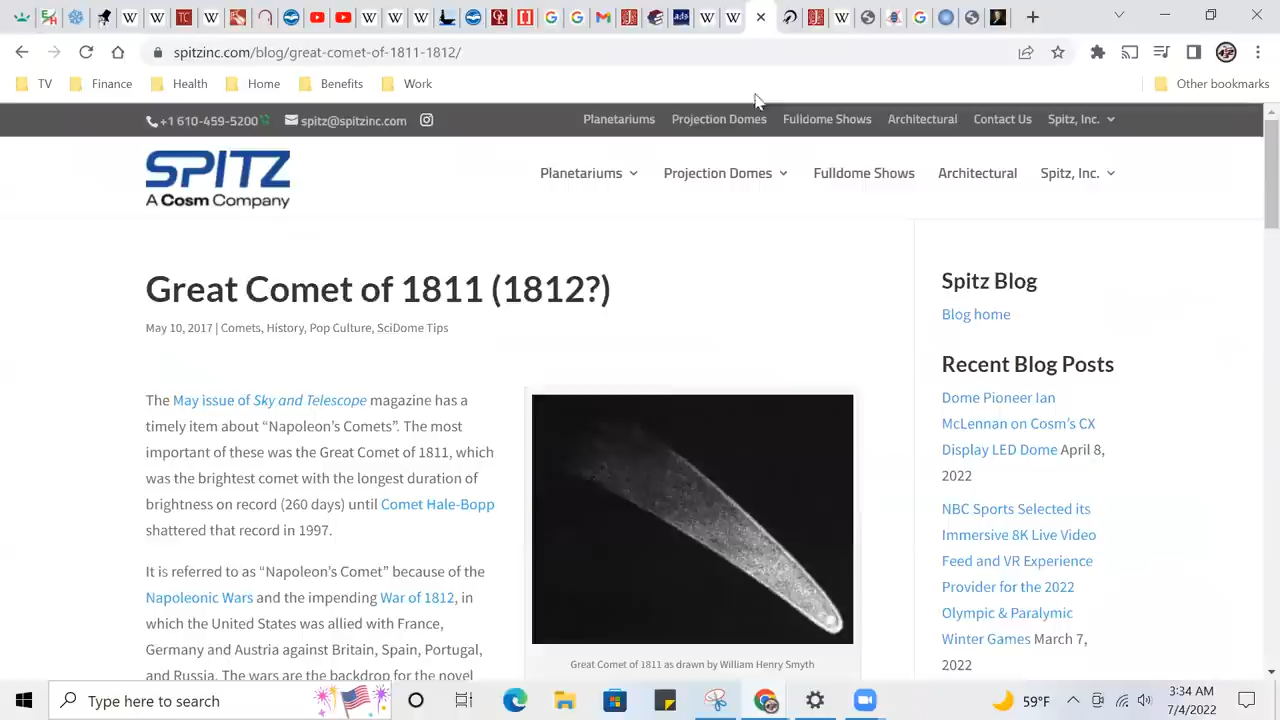 spitzinc.com/blog/great-comet-of-1811-1812/
TV Finance Health Home Benefits Work Other bookmarks
+1 610-459-5200 spitz@spitzinc.com Planetariums Projection Domes Fulldome Shows Architectural Contact Us Spitz, Inc.
SPITZ
A Cosm Company
Planetariums Projection Domes Fulldome Shows Architectural Spitz, Inc.
Great Comet of 1811 (1812?)
May 10, 2017 | Comets, History, Pop Culture, SciDome Tips
The May issue of Sky and Telescope magazine has a
timely item about “Napoleon’s Comets”. The most
important of these was the Great Comet of 1811, which
was the brightest comet with the longest duration of
brightness on record (260 days) until Comet Hale-Bopp
shattered that record in 1997.
It is referred to as “Napoleon’s Comet” because of the
Napoleonic Wars and the impending War of 1812, in
which the United States was allied with France,
Germany and Austria against Britain, Spain, Portugal,
and Russia. The wars are the backdrop for the novel
Great Comet of 1811 as drawn by William Henry Smyth
Spitz Blog
Blog home
Recent Blog Posts
Dome Pioneer Ian
McLennan on Cosm’s CX
Display LED Dome April 8,
2022
NBC Sports Selected its
Immersive 8K Live Video
Feed and VR Experience
Provider for the 2022
Olympic & Paralympic
Winter Games March 7,
2022
Type here to search
59°F
3:34 AM
7/4/2022